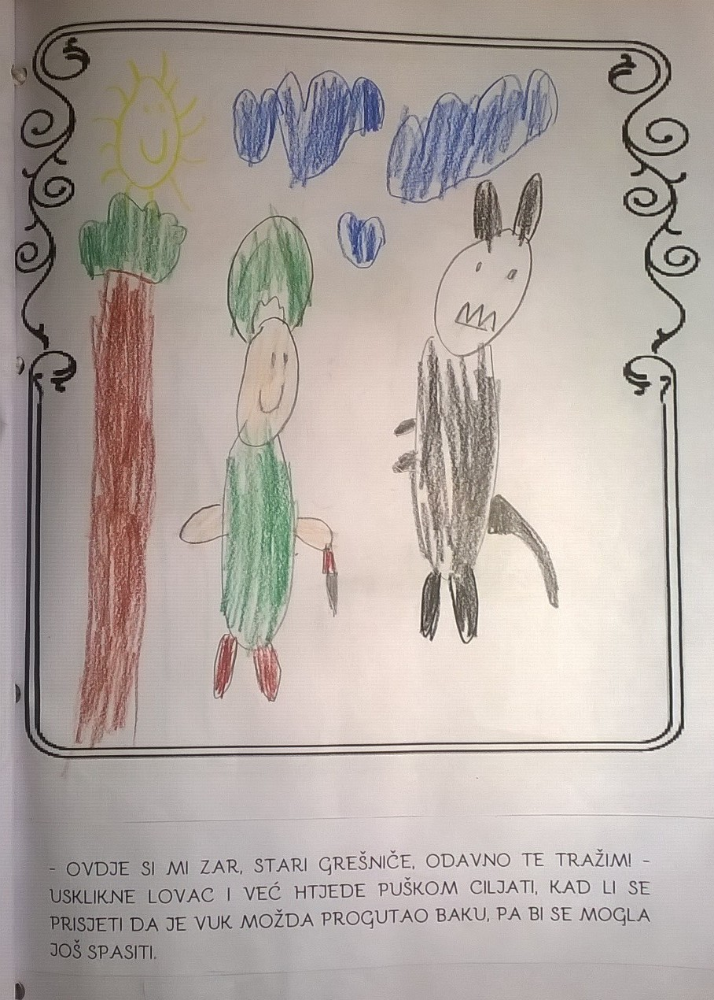 - OVDJE SI MI ZAR, STARI GREŠNIČE, ODAVNO TE TRAŽIM! -
USKLIKNE LOVAC I VEĆ HTJEDE PUŠKOM CILJATI, KAD LI SE
PRISJETI DA JE VUK MOŽDA PROGUTAO BAKU, PA BI SE MOGLA
JOŠ SPASITI.